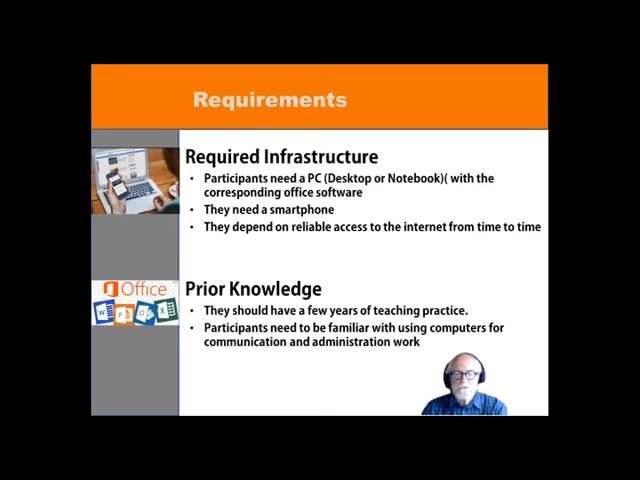 Requirements
Required Infrastructure
• Participants need a PC (Desktop or Notebook)( with the
corresponding office software
• They need a smartphone
• They depend on reliable access to the internet from time to time
Office
Prior Knowledge
• They should have a few years of teaching practice.
• Participants need to be familiar with using computers for
communication and administration work